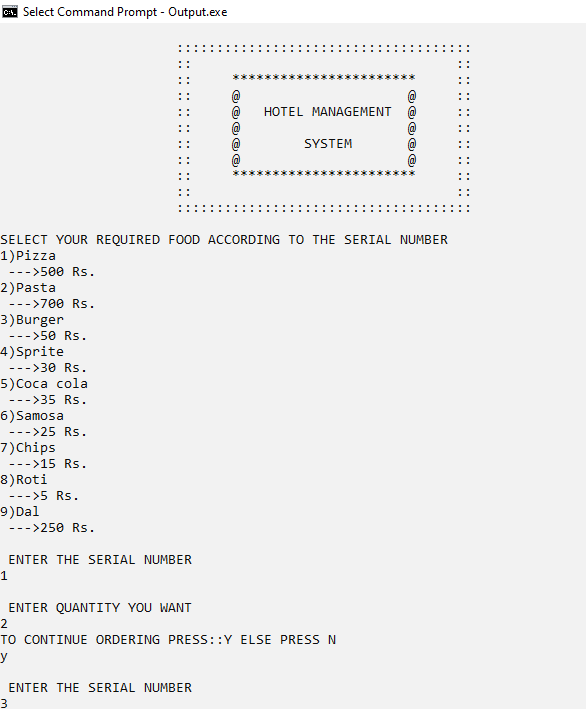 Select Command Prompt - Output.exe
:::::::::::::::::::::::::::::::::::::
:: ::
:: *********************** ::
:: @ @ ::
:: @ HOTEL MANAGEMENT @ ::
:: @ @ ::
:: @ SYSTEM @ ::
:: @ @ ::
:: *********************** ::
:: ::
:::::::::::::::::::::::::::::::::::::
SELECT YOUR REQUIRED FOOD ACCORDING TO THE SERIAL NUMBER
1)Pizza
--->500 Rs.
2)Pasta
--->700 Rs.
3)Burger
--->50 Rs.
4)Sprite
--->30 Rs.
5)Coca cola
--->35 Rs.
6)Samosa
--->25 Rs.
7)Chips
--->15 Rs.
8)Roti
--->5 Rs.
9)Dal
--->250 Rs.
ENTER THE SERIAL NUMBER
1
ENTER QUANTITY YOU WANT
2
TO CONTINUE ORDERING PRESS::Y ELSE PRESS N
y
ENTER THE SERIAL NUMBER
3